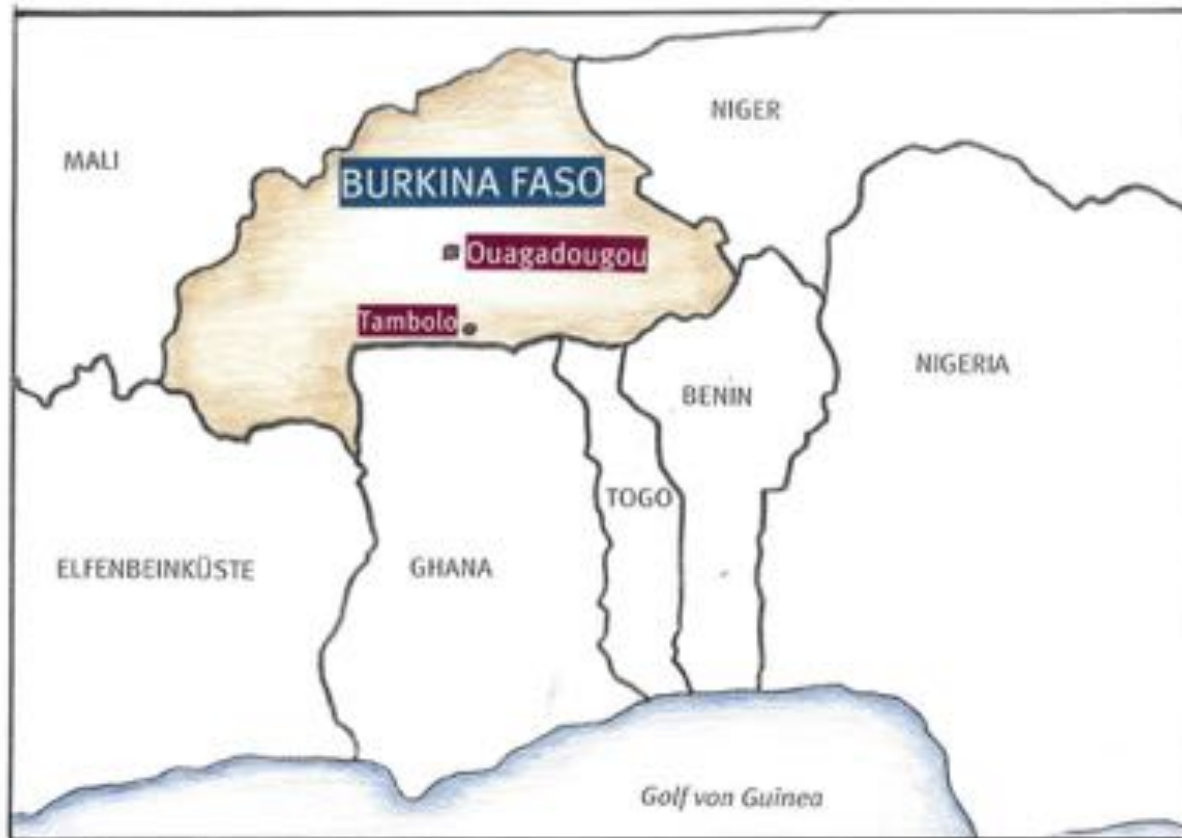 NIGER
MALI
BURKINA FASO
Ouagadougou
Tambolo
NIGERIA
BENIN
TOGO
ELFENBEINKÜSTE
GHANA
Golf von Guinea